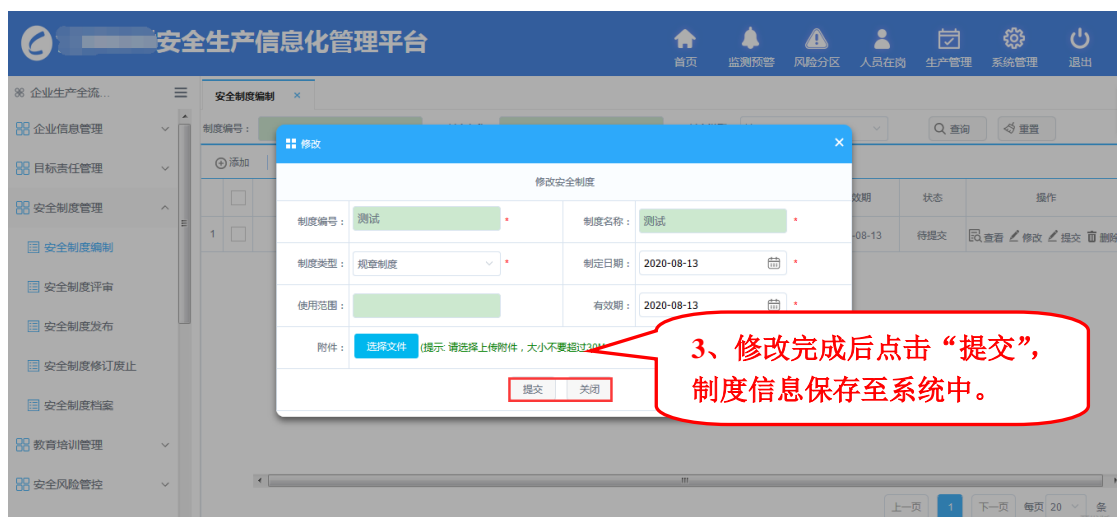 安全生产信息化管理平台
首页 监测预警 风险分区 人员在岗 生产管理 系统管理 退出
企业生产全流...
安全制度编制 ×
企业信息管理
目标责任管理
安全制度管理
安全制度编制
安全制度评审
安全制度发布
安全制度修订废止
安全制度档案
教育培训管理
安全风险管控
制度编号：
查询 重置
添加
效期 状态 操作
1 -08-13 待提交 查看 修改 提交 删除
修改 ×
修改安全制度
制度编号： 测试 * 制度名称： 测试 *
制度类型： 规章制度 * 制定日期： 2020-08-13 *
使用范围： 有效期： 2020-08-13 *
附件： 选择文件 (提示: 请选择上传附件，大小不要超过30M
提交 关闭
3、修改完成后点击“提交”，
制度信息保存至系统中。
上一页 1 下一页 每页 20 条